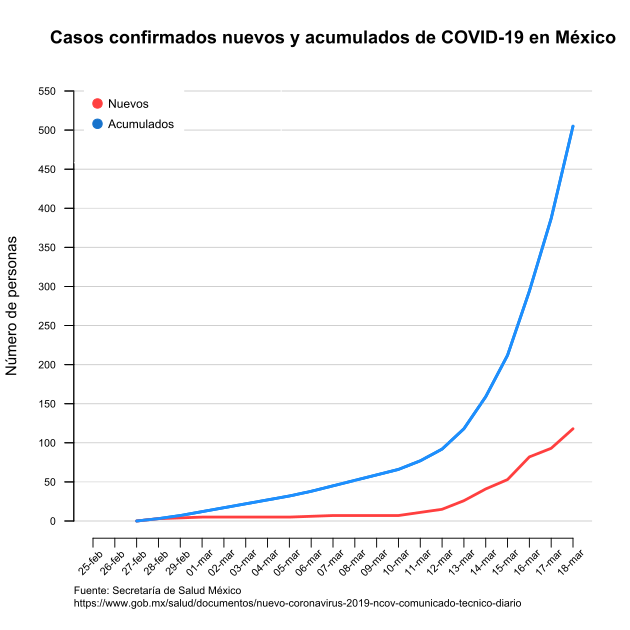 Casos confirmados nuevos y acumulados de COVID-19 en México
Nuevos
Acumulados
Número de personas
550
500
450
400
350
300
250
200
150
100
50
0
25-feb
26-feb
27-feb
28-feb
29-feb
01-mar
02-mar
03-mar
04-mar
05-mar
06-mar
07-mar
08-mar
09-mar
10-mar
11-mar
12-mar
13-mar
14-mar
15-mar
16-mar
17-mar
18-mar
Fuente: Secretaría de Salud México
https://www.gob.mx/salud/documentos/nuevo-coronavirus-2019-ncov-comunicado-tecnico-diario